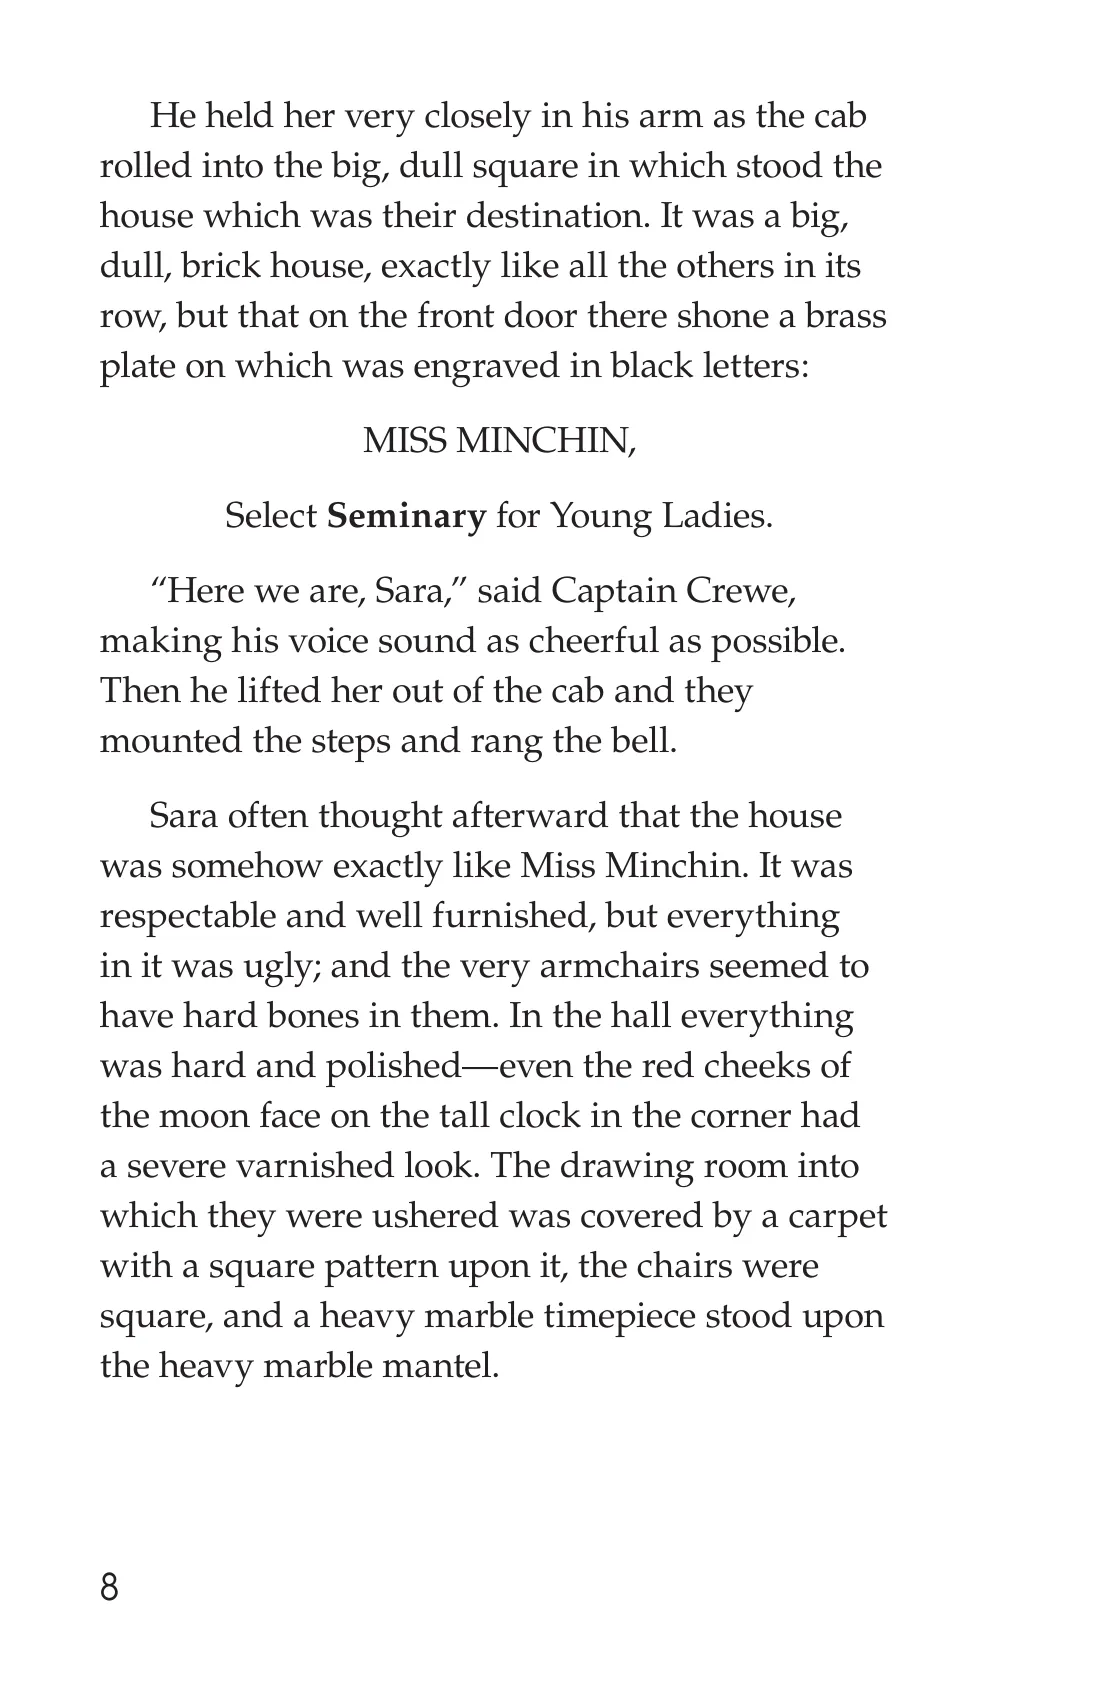 He held her very closely in his arm as the cab
rolled into the big, dull square in which stood the
house which was their destination. It was a big,
dull, brick house, exactly like all the others in its
row, but that on the front door there shone a brass
plate on which was engraved in black letters:
MISS MINCHIN,
Select Seminary for Young Ladies.
“Here we are, Sara,” said Captain Crewe,
making his voice sound as cheerful as possible.
Then he lifted her out of the cab and they
mounted the steps and rang the bell.
Sara often thought afterward that the house
was somehow exactly like Miss Minchin. It was
respectable and well furnished, but everything
in it was ugly; and the very armchairs seemed to
have hard bones in them. In the hall everything
was hard and polished—even the red cheeks of
the moon face on the tall clock in the corner had
a severe varnished look. The drawing room into
which they were ushered was covered by a carpet
with a square pattern upon it, the chairs were
square, and a heavy marble timepiece stood upon
the heavy marble mantel.
8